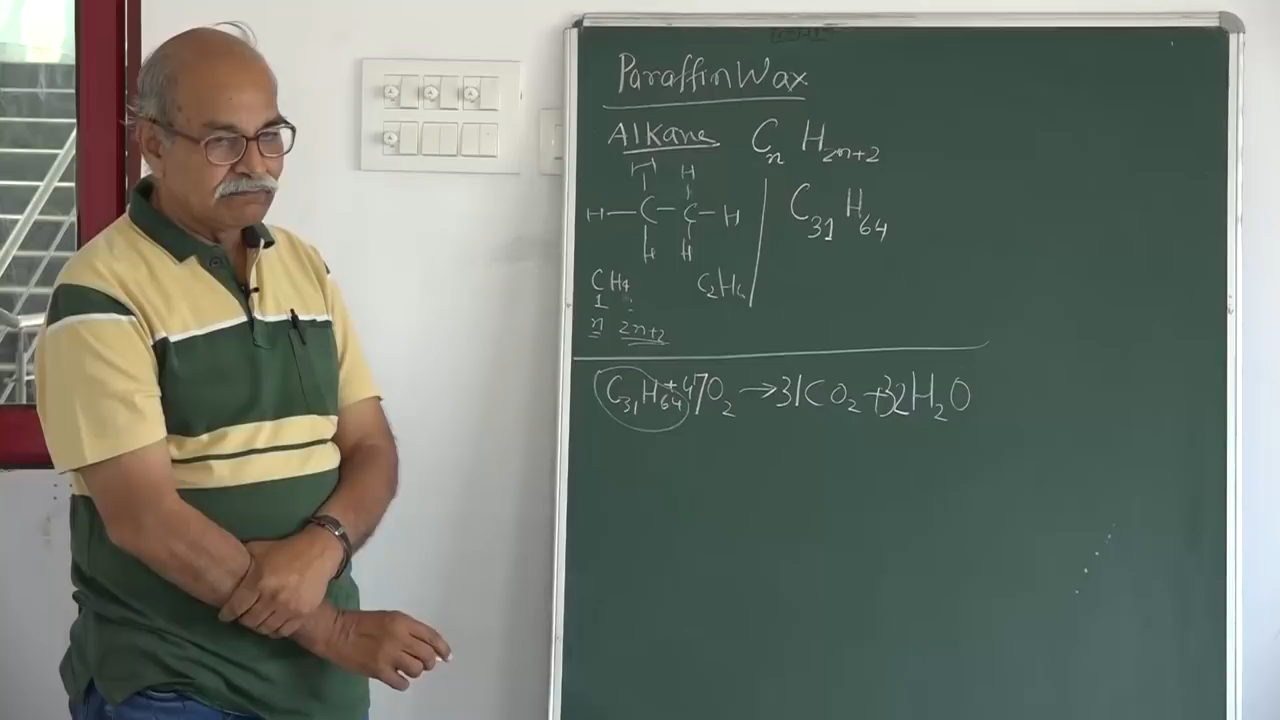 Paraffin Wax
Alkane CnH2n+2
H H
H—C—C—H
H H
C31H64
CH4 C2H6
1
n 2n+2
C31H64+47O2→31CO2+32H2O